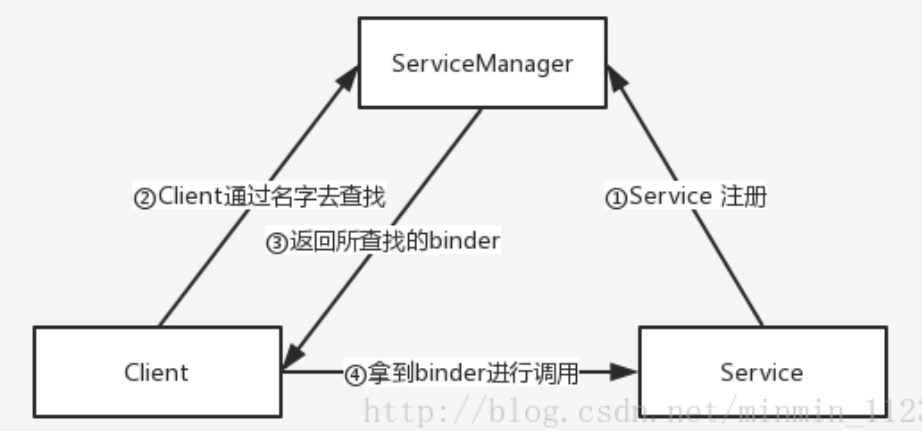 ServiceManager
②Client通过名字去查找
①Service 注册
③返回所查找的binder
Client
④拿到binder进行调用
Service
http://blog.csdn.net/minmin_1123